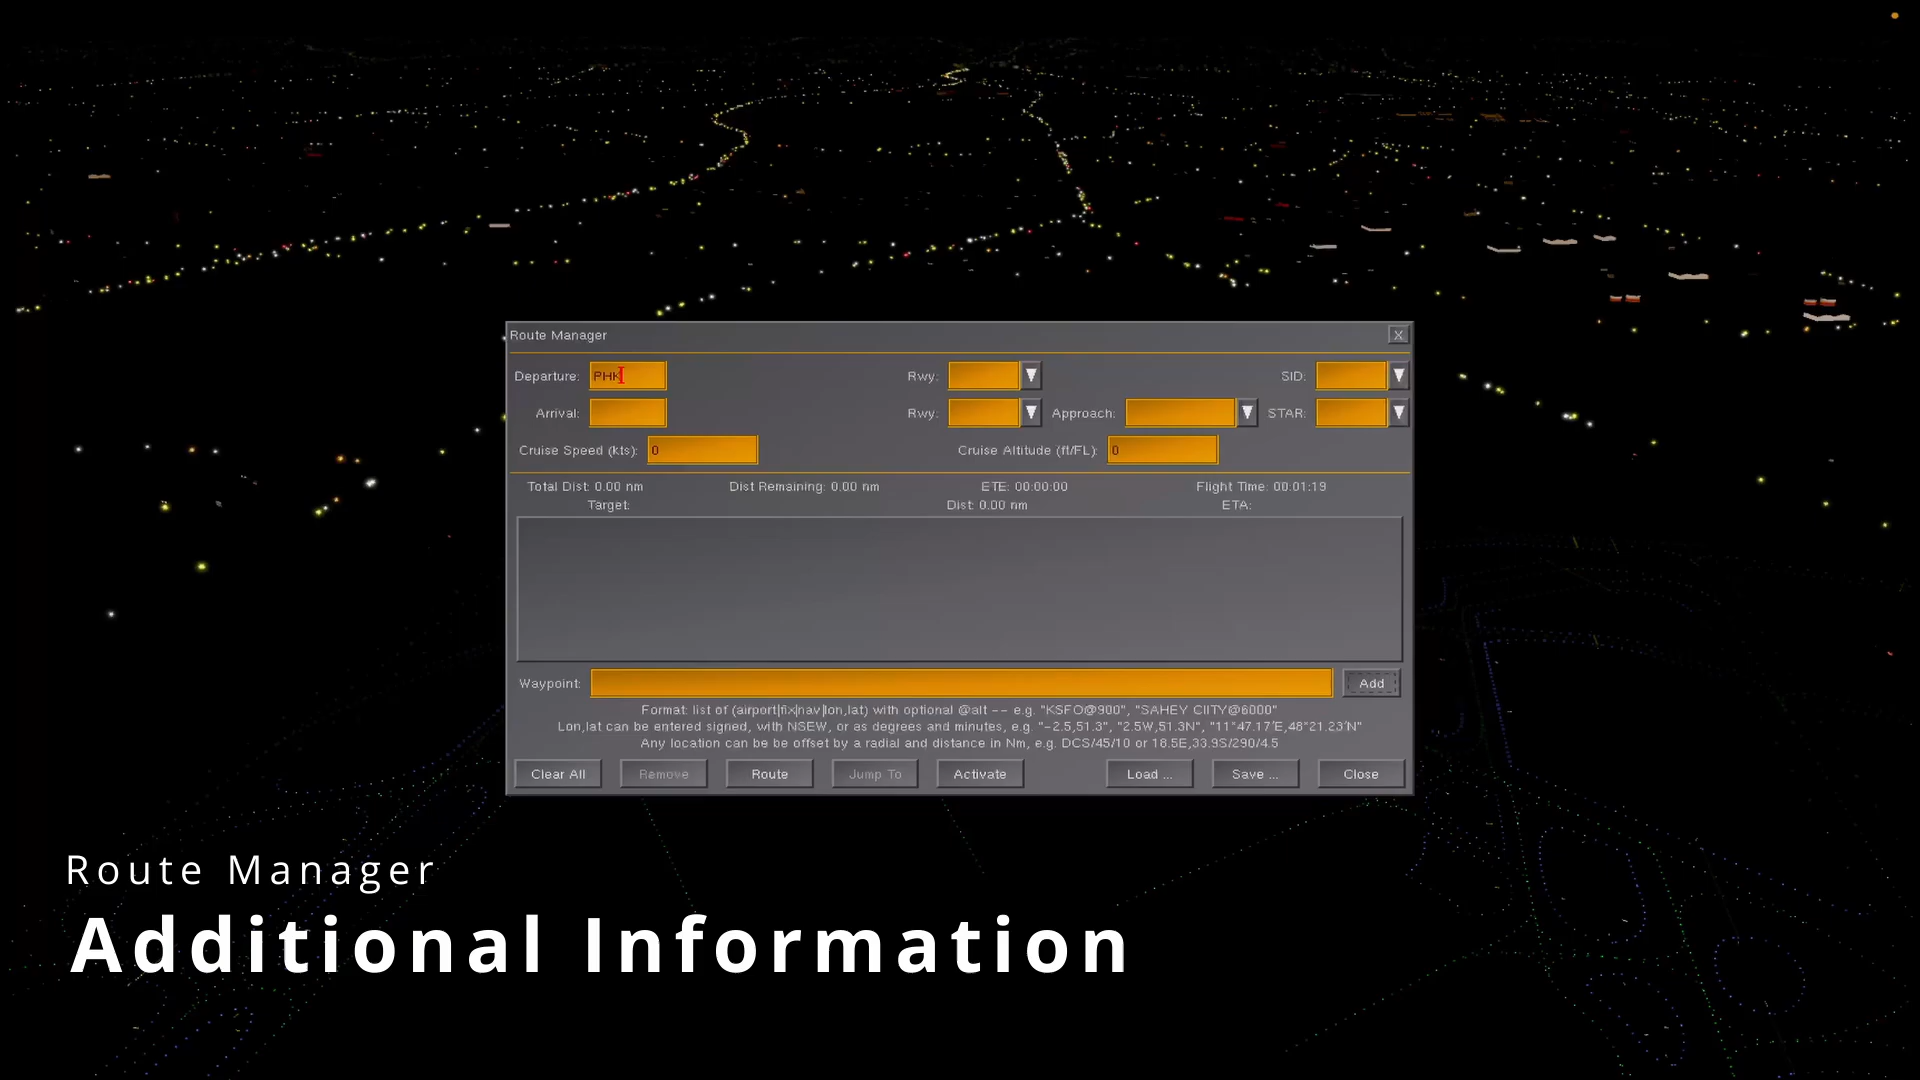 Route Manager X
Departure: PHK Rwy: SID:
Arrival: Rwy: Approach: STAR:
Cruise Speed (kts): 0 Cruise Altitude (ft/FL): 0
Total Dist: 0.00 nm Dist Remaining: 0.00 nm ETE: 00:00:00 Flight Time: 00:01:19
Target: Dist: 0.00 nm ETA:
Waypoint: Add
Format: list of (airport|fix|nav|lon,lat) with optional @alt -- e.g. "KSFO@900", "SAHEY CIITY@6000"
Lon,lat can be entered signed, with NSEW, or as degrees and minutes, e.g. "-2.5,51.3", "2.5W,51.3N", "11*47.17'E,48*21.23'N"
Any location can be be offset by a radial and distance in Nm, e.g. DCS/45/10 or 18.5E,33.9S/290/4.5
Clear All Remove Route Jump To Activate Load ... Save ... Close
Route Manager
Additional Information